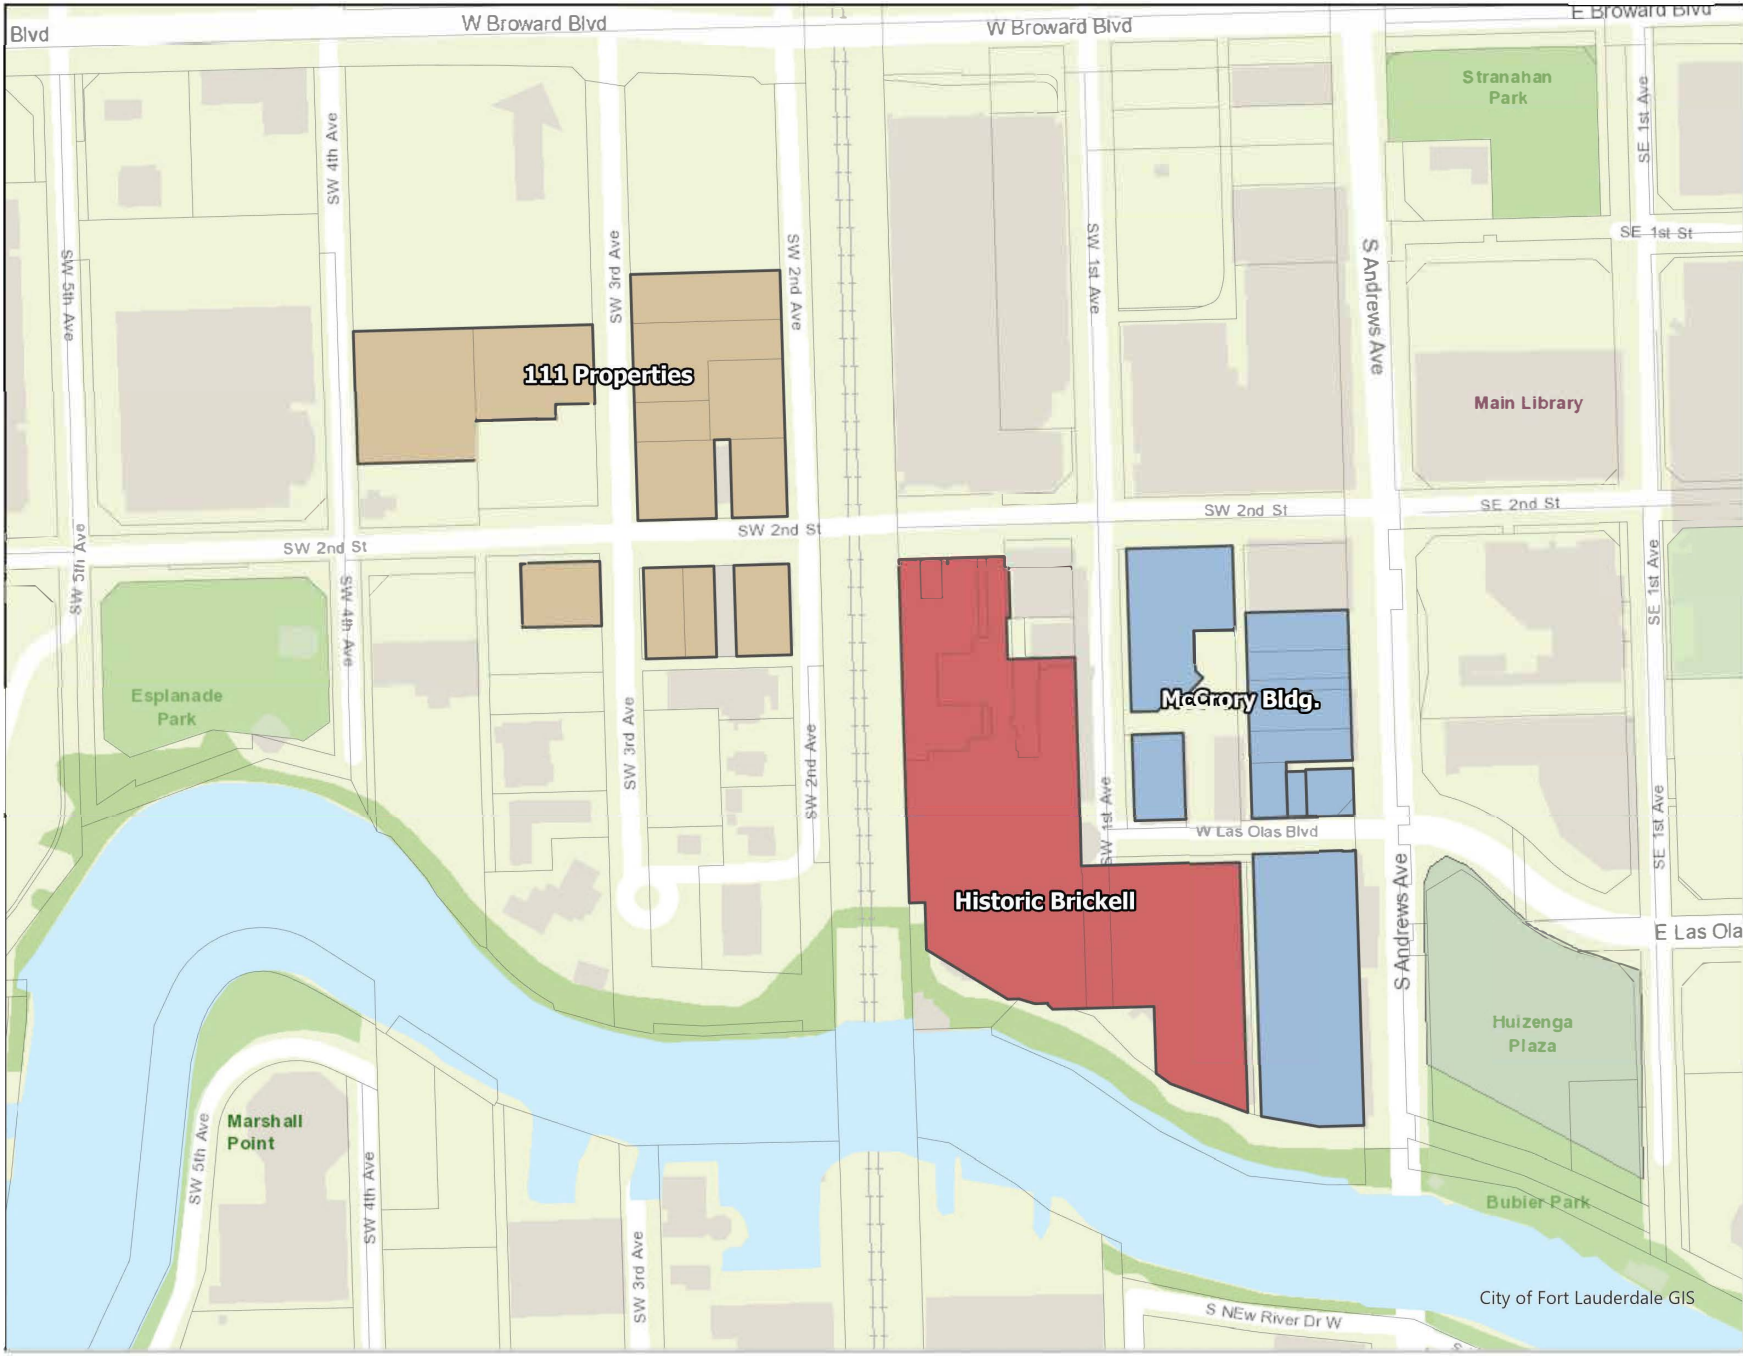 Blvd
W Broward Blvd
W Broward Blvd
E Broward Blvd
Stranahan
Park
SE 1st Ave
SW 4th Ave
SW 5th Ave
SW 3rd Ave
SW 2nd Ave
SW 1st Ave
S Andrews Ave
SE 1st St
111 Properties
Main Library
SW 2nd St
SW 2nd St
SW 2nd St
SE 2nd St
SW 5th Ave
SW 4th Ave
SE 1st Ave
Esplanade
Park
SW 3rd Ave
SW 2nd Ave
McCrory Bldg.
SW 1st Ave
W Las Olas Blvd
SE 1st Ave
Historic Brickell
S Andrews Ave
E Las Ola
Huizenga
Plaza
Marshall
Point
SW 5th Ave
SW 4th Ave
SW 3rd Ave
Bubier Park
City of Fort Lauderdale GIS
S NEw River Dr W
S